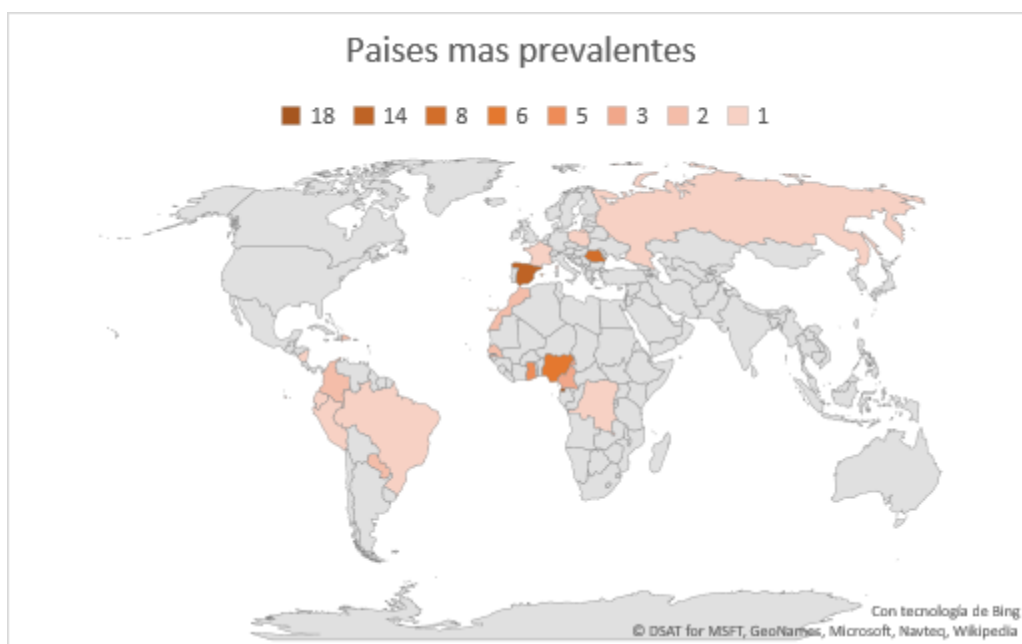 Paises mas prevalentes
18 14 8 6 5 3 2 1
Con tecnología de Bing
© DSAT for MSFT, GeoNames, Microsoft, Navteq, Wikipedia